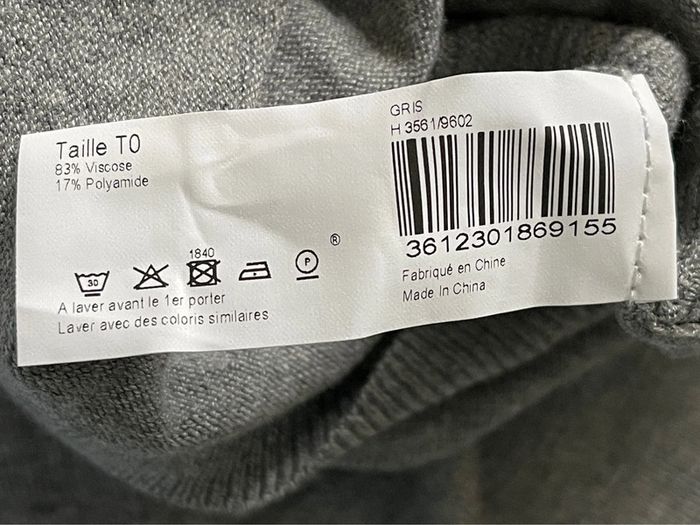 Taille T0
83% Viscose
17% Polyamide
1840
®
30
P
A laver avant le 1er porter
Laver avec des coloris similaires
GRIS
H 3561/9602
3612301869155
Fabriqué en Chine
Made In China